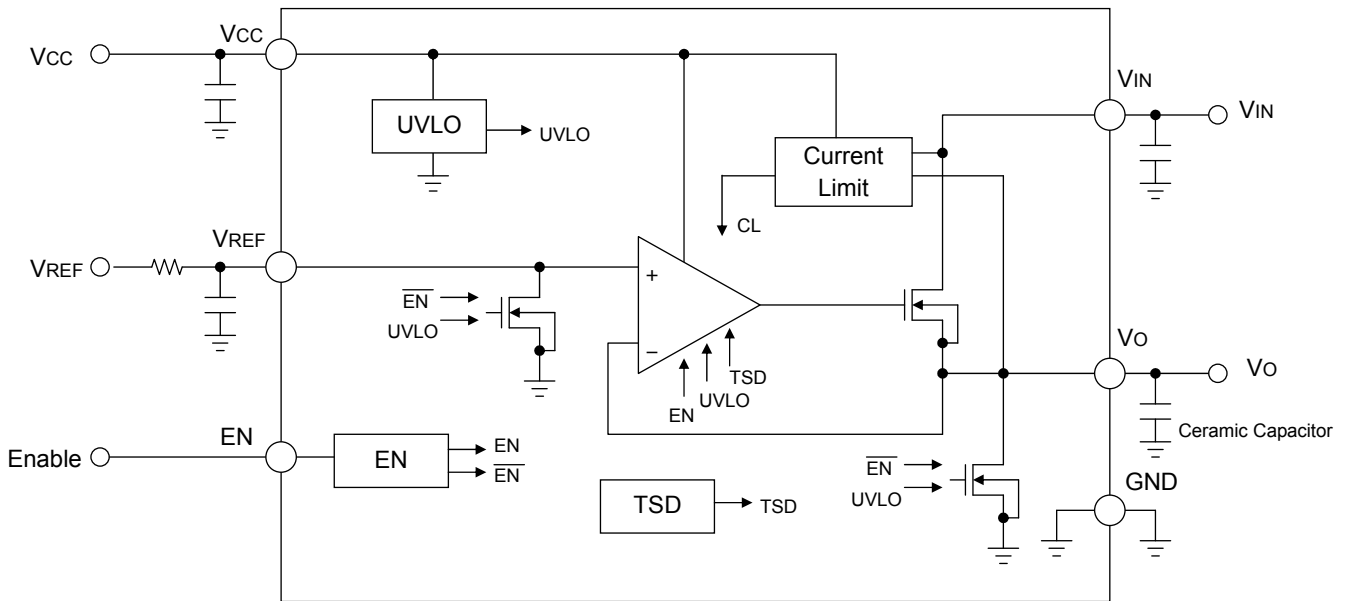 VCC
VCC
VIN
VIN
UVLO
UVLO
Current
Limit
CL
VREF
VREF
+
EN
UVLO
−
TSD
UVLO
EN
VO
VO
Ceramic Capacitor
EN
Enable
EN
EN
EN
EN
UVLO
GND
TSD
TSD